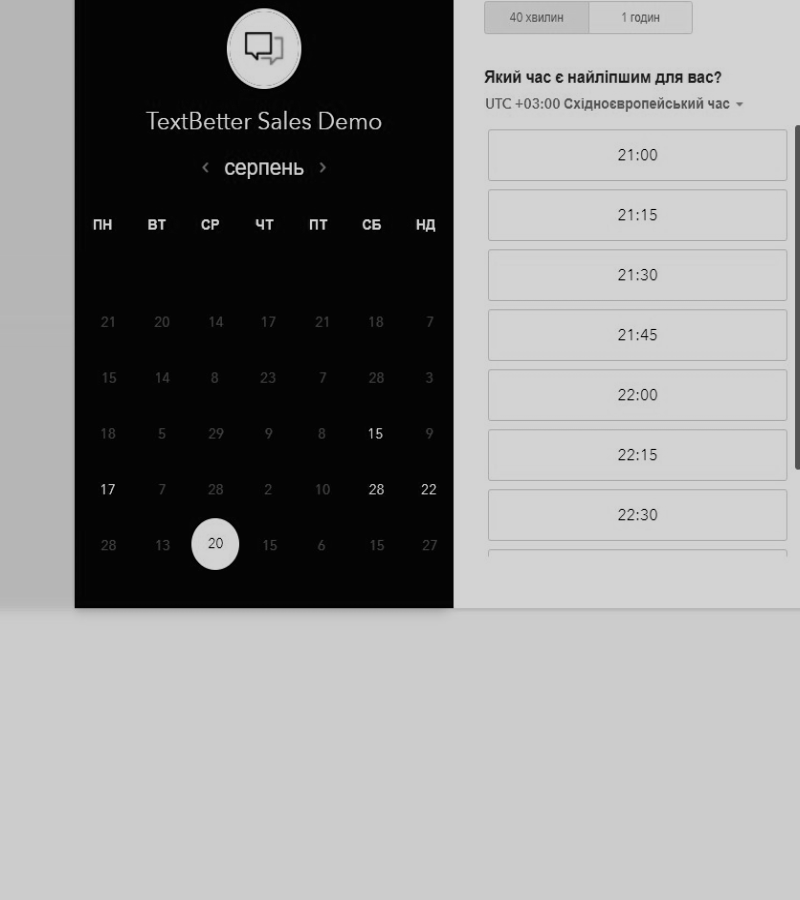 TextBetter Sales Demo
серпень
ПН ВТ СР ЧТ ПТ СБ НД
21 20 14 17 21 18 7
15 14 8 23 7 28 3
18 5 29 9 8 15 9
17 7 28 2 10 28 22
28 13 20 15 6 15 27
40 хвилин 1 годин
Який час є найліпшим для вас?
UTC +03:00 Східноєвропейський час
21:00
21:15
21:30
21:45
22:00
22:15
22:30